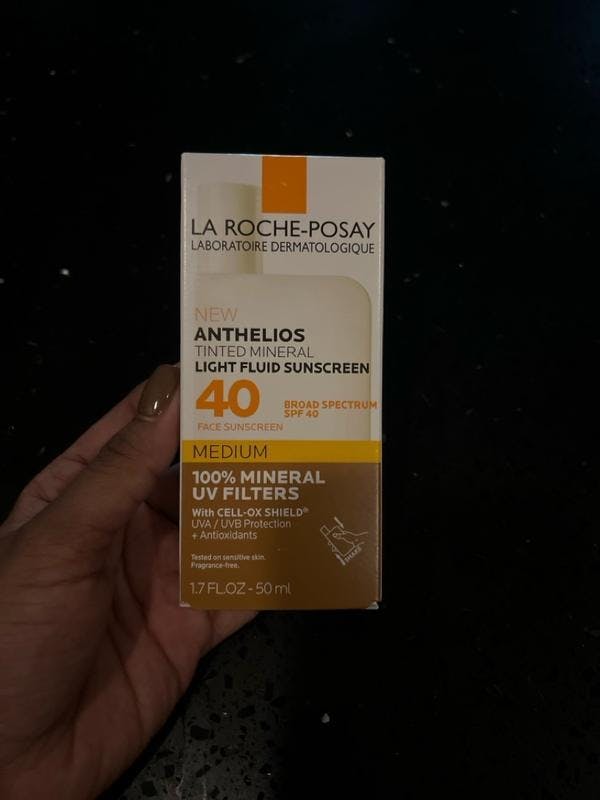 LA ROCHE-POSAY
LABORATOIRE DERMATOLOGIQUE
NEW
ANTHELIOS
TINTED MINERAL
LIGHT FLUID SUNSCREEN
40
BROAD SPECTRUM
SPF 40
FACE SUNSCREEN
MEDIUM
100% MINERAL
UV FILTERS
With CELL-OX SHIELD®
UVA / UVB Protection
+ Antioxidants
SHAKE
Tested on sensitive skin.
Fragrance-free.
1.7 FL.OZ - 50 ml